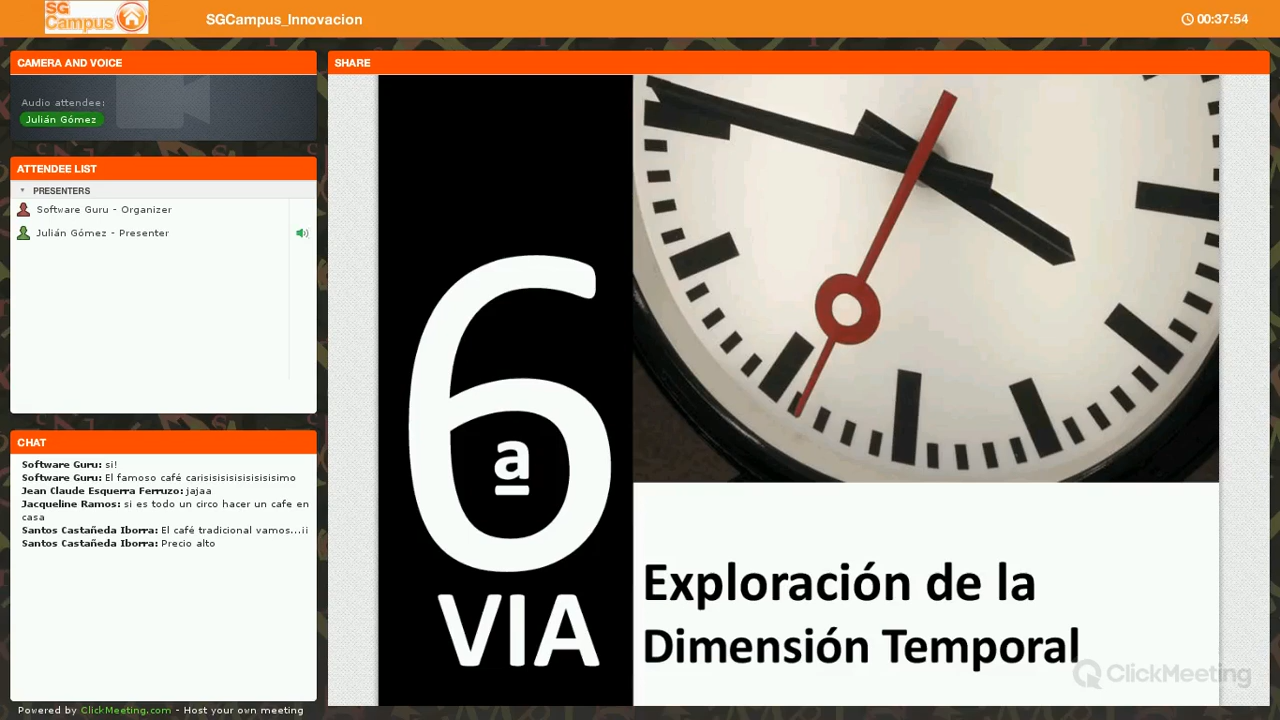 SG
Campus
SGCampus_Innovacion
00:37:54
CAMERA AND VOICE
Audio attendee:
Julián Gómez
ATTENDEE LIST
PRESENTERS
Software Guru - Organizer
Julián Gómez - Presenter
CHAT
Software Guru: si!
Software Guru: El famoso café carisisisisisisisisimo
Jean Claude Esquerra Ferruzo: jajaa
Jacqueline Ramos: si es todo un circo hacer un cafe en
casa
Santos Castañeda Iborra: El café tradicional vamos...ii
Santos Castañeda Iborra: Precio alto
Powered by ClickMeeting.com - Host your own meeting
SHARE
6ª
VIA
Exploración de la
Dimensión Temporal
ClickMeeting